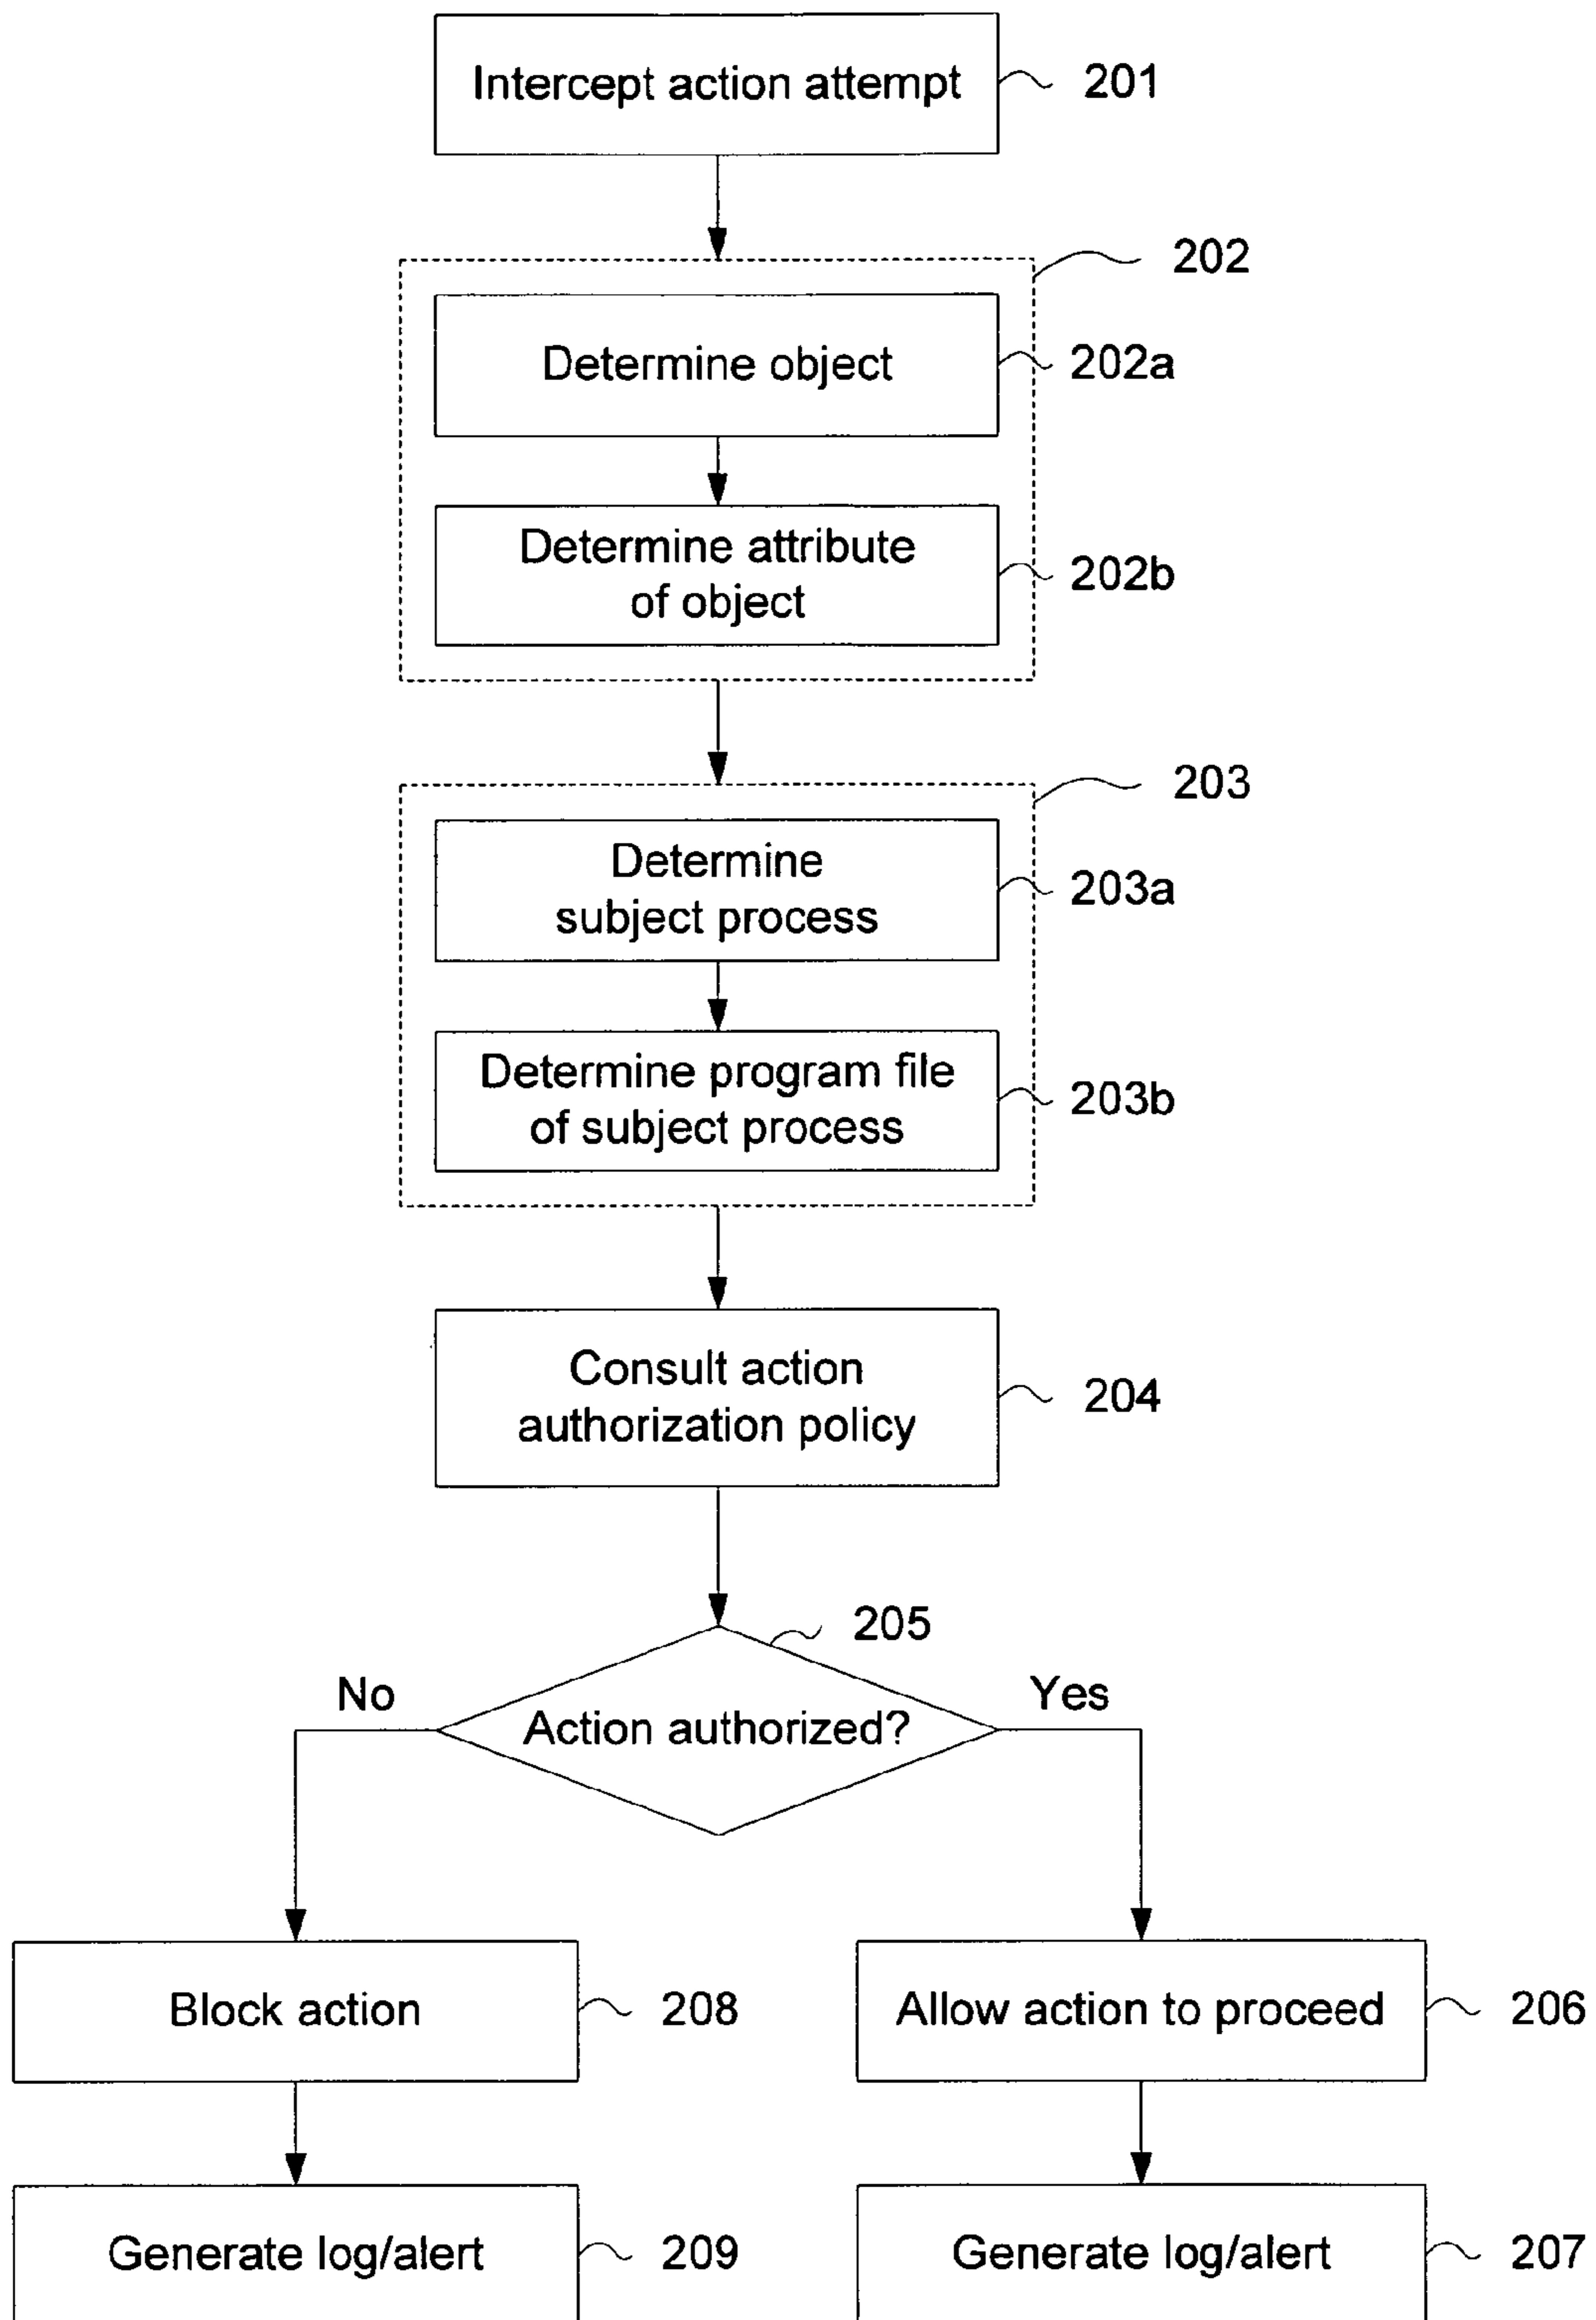 Intercept action attempt
201
202
Determine object
202a
Determine attribute
of object
202b
203
Determine
subject process
203a
Determine program file
of subject process
203b
Consult action
authorization policy
204
205
No
Yes
Action authorized?
Block action
208
Allow action to proceed
206
Generate log/alert
209
Generate log/alert
207